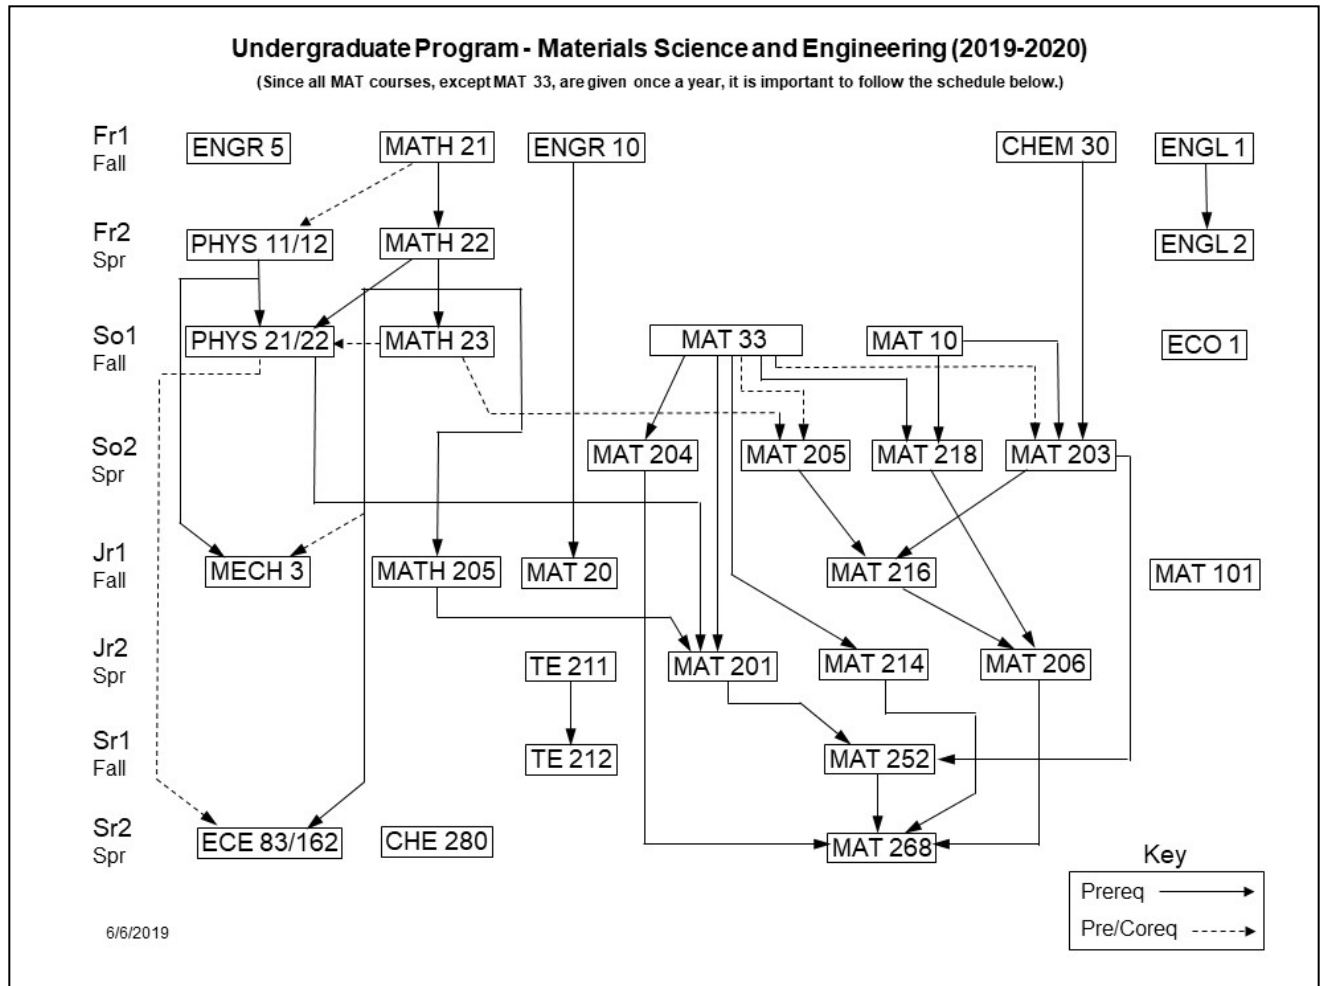 Undergraduate Program - Materials Science and Engineering (2019-2020)
(Since all MAT courses, except MAT 33, are given once a year, it is important to follow the schedule below.)
Fr1
Fall
ENGR 5
MATH 21
ENGR 10
CHEM 30
ENGL 1
Fr2
Spr
PHYS 11/12
MATH 22
ENGL 2
So1
Fall
PHYS 21/22
MATH 23
MAT 33
MAT 10
ECO 1
So2
Spr
MAT 204
MAT 205
MAT 218
MAT 203
Jr1
Fall
MECH 3
MATH 205
MAT 20
MAT 216
MAT 101
Jr2
Spr
TE 211
MAT 201
MAT 214
MAT 206
Sr1
Fall
TE 212
MAT 252
Sr2
Spr
ECE 83/162
CHE 280
MAT 268
Key
Prereq
Pre/Coreq
6/6/2019